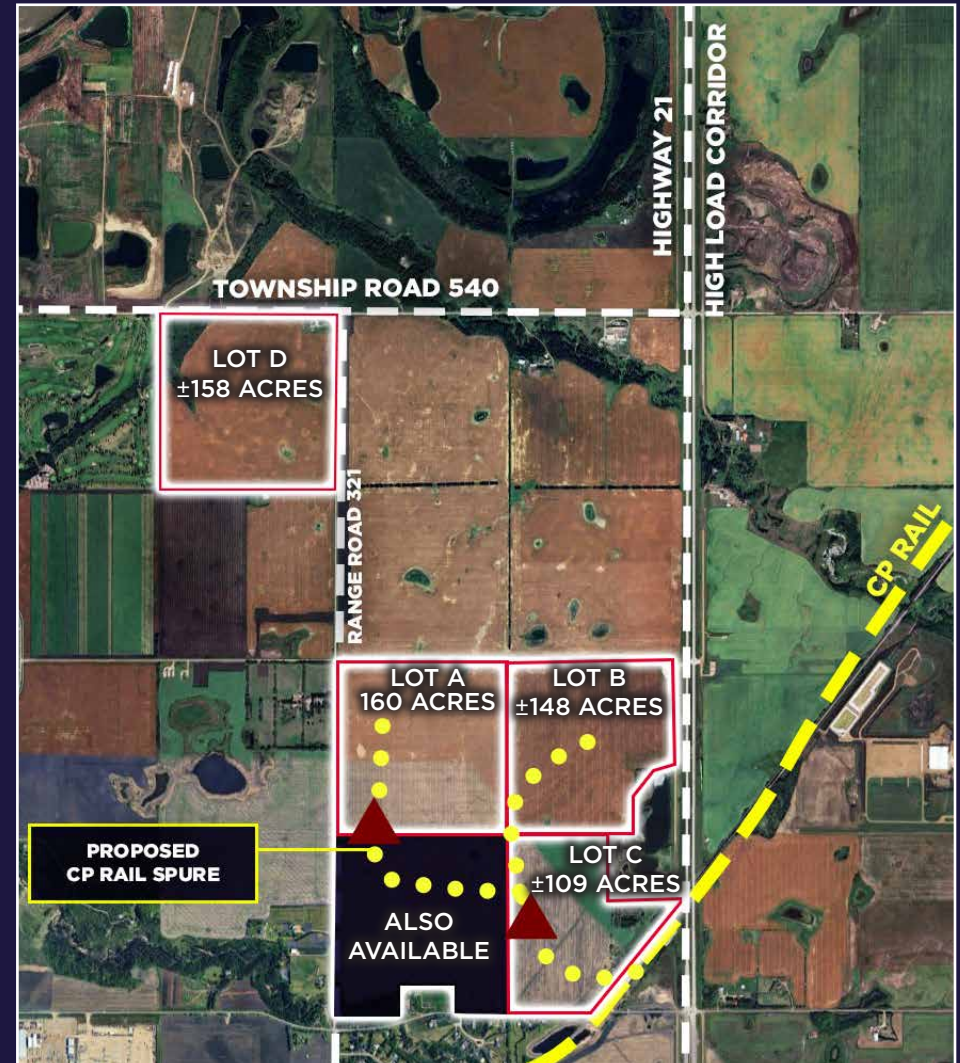 HIGHWAY 21
HIGH LOAD CORRIDOR
TOWNSHIP ROAD 540
LOT D
±158 ACRES
RANGE ROAD 321
CP RAIL
LOT A
160 ACRES
LOT B
±148 ACRES
PROPOSED
CP RAIL SPURE
LOT C
±109 ACRES
ALSO
AVAILABLE